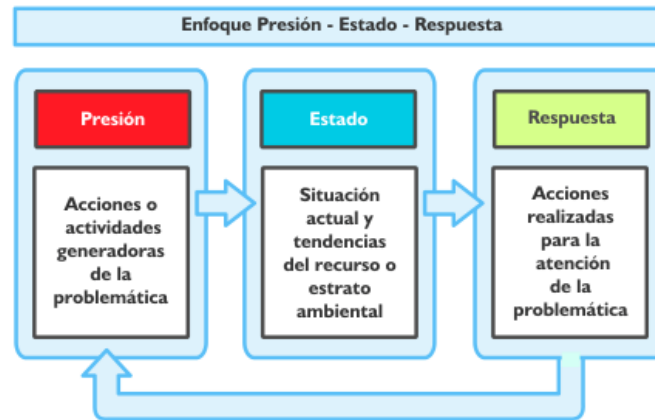 Enfoque Presión - Estado - Respuesta
Presión
Acciones o
actividades
generadoras
de la
problemática
Estado
Situación
actual y
tendencias
del recurso o
estrato
ambiental
Respuesta
Acciones
realizadas
para la
atención
de la
problemática